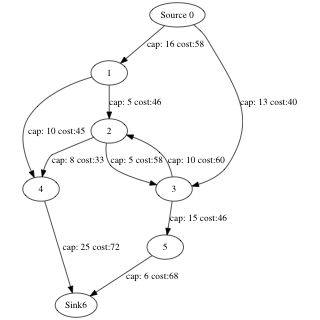 Source 0
cap: 16 cost:58
1
cap: 5 cost:46
cap: 13 cost:40
2
cap: 10 cost:45
cap: 8 cost:33
cap: 5 cost:58
cap: 10 cost:60
4
3
cap: 15 cost:46
5
cap: 25 cost:72
cap: 6 cost:68
Sink6